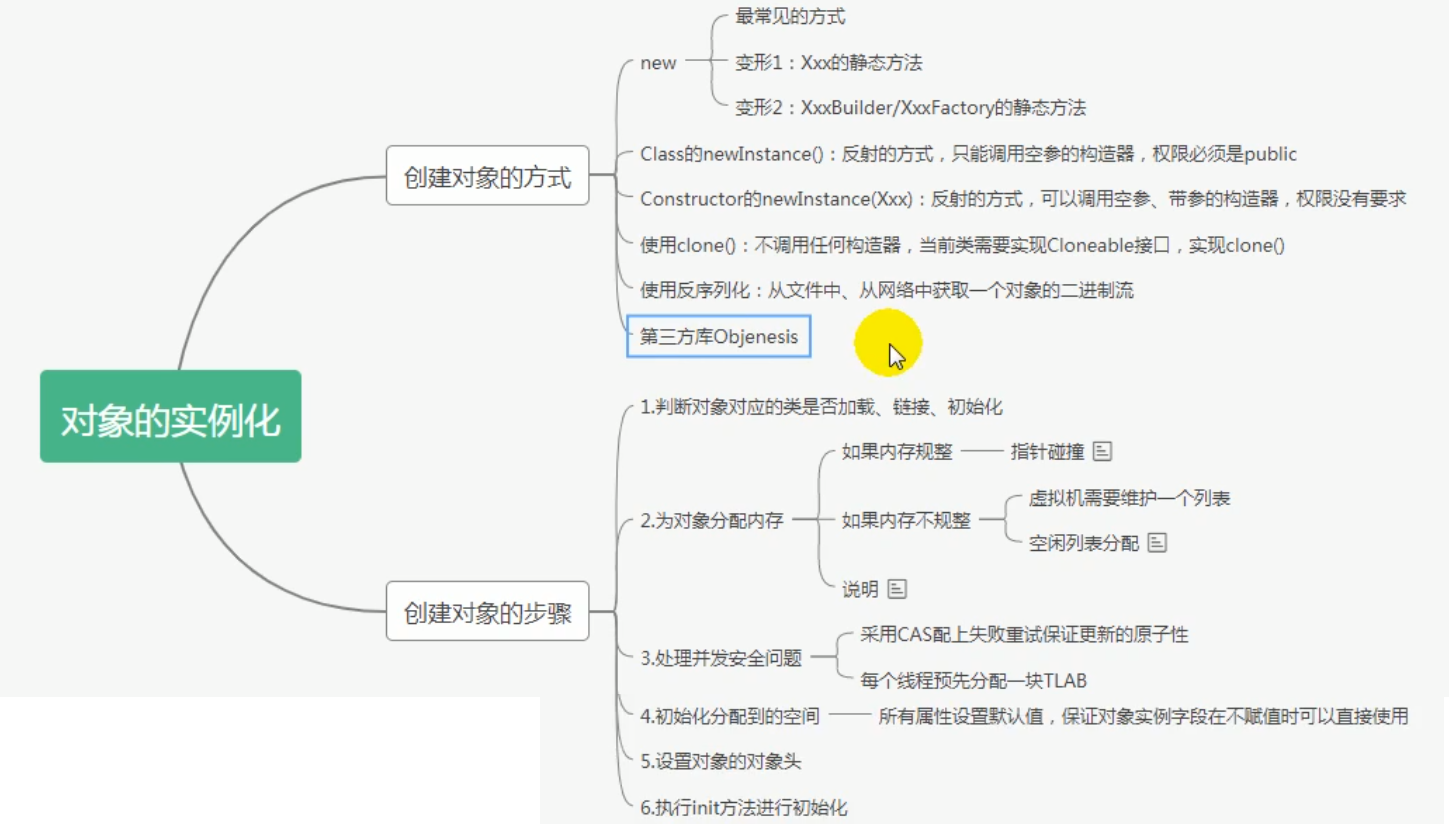 对象的实例化
创建对象的方式
new
最常见的方式
变形1：Xxx的静态方法
变形2：XxxBuilder/XxxFactory的静态方法
Class的newInstance()：反射的方式，只能调用空参的构造器，权限必须是public
Constructor的newInstance(Xxx)：反射的方式，可以调用空参、带参的构造器，权限没有要求
使用clone()：不调用任何构造器，当前类需要实现Cloneable接口，实现clone()
使用反序列化：从文件中、从网络中获取一个对象的二进制流
第三方库Objenesis
创建对象的步骤
1.判断对象对应的类是否加载、链接、初始化
2.为对象分配内存
如果内存规整
指针碰撞
如果内存不规整
虚拟机需要维护一个列表
空闲列表分配
说明
3.处理并发安全问题
采用CAS配上失败重试保证更新的原子性
每个线程预先分配一块TLAB
4.初始化分配到的空间
所有属性设置默认值，保证对象实例字段在不赋值时可以直接使用
5.设置对象的对象头
6.执行init方法进行初始化